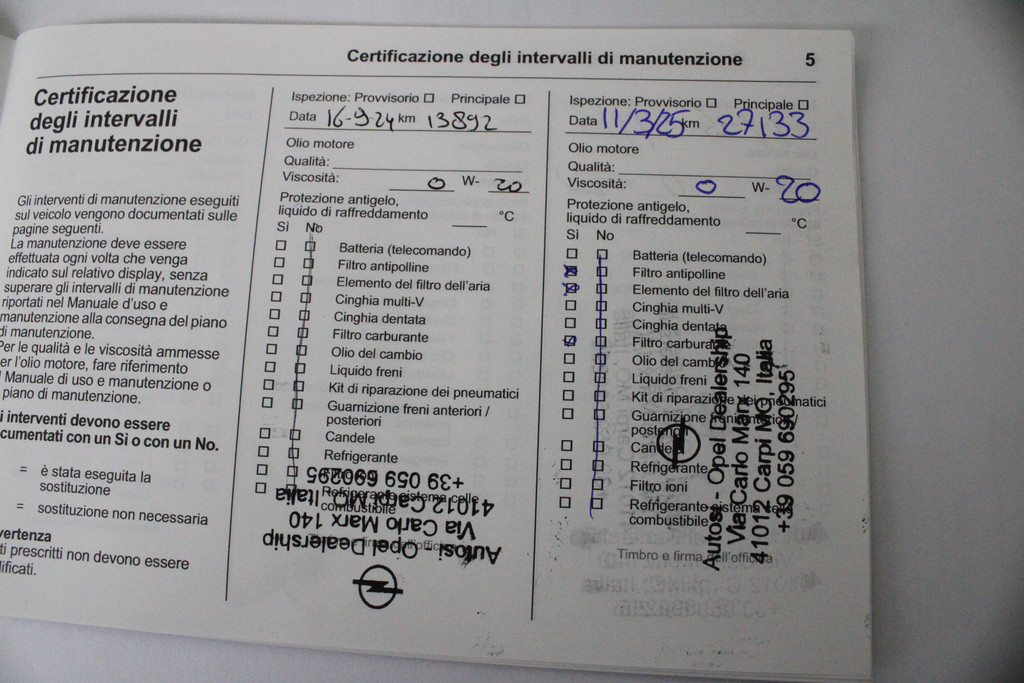 Certificazione degli intervalli di manutenzione 5
Certificazione
degli intervalli
di manutenzione
Gli interventi di manutenzione eseguiti
sul veicolo vengono documentati sulle
pagine seguenti.
La manutenzione deve essere
effettuata ogni volta che venga
indicato sul relativo display, senza
superare gli intervalli di manutenzione
riportati nel Manuale d'uso e
manutenzione alla consegna del piano
di manutenzione.
Per le qualità e le viscosità ammesse
er l'olio motore, fare riferimento
l Manuale di uso e manutenzione o
piano di manutenzione.
i interventi devono essere
cumentati con un Sì o con un No.
= è stata eseguita la
sostituzione
= sostituzione non necessaria
vertenza
ti prescritti non devono essere
lificati.
Ispezione: Provvisorio ☐ Principale ☐
Data 16-9-24 km 13892
Olio motore
Qualità:
Viscosità: 0 W- 20
Protezione antigelo,
liquido di raffreddamento °C
Sì No
Batteria (telecomando)
Filtro antipolline
Elemento del filtro dell'aria
Cinghia multi-V
Cinghia dentata
Filtro carburante
Olio del cambio
Liquido freni
Kit di riparazione dei pneumatici
Guarnizione freni anteriori /
posteriori
Candele
Refrigerante
Refrigerante sistema celle
combustibile
Autosi - Opel Dealership
Via Carlo Marx 140
41012 Carpi MO, Italia
+39 059 690295
Ispezione: Provvisorio ☐ Principale ☐
Data 11/3/25 km 27133
Olio motore
Qualità:
Viscosità: 0 W- 20
Protezione antigelo,
liquido di raffreddamento °C
Sì No
Batteria (telecomando)
Filtro antipolline
Elemento del filtro dell'aria
Cinghia multi-V
Cinghia dentata
Filtro carburante
Olio del cambio
Liquido freni
Kit di riparazione dei pneumatici
Guarnizione freni anteriori /
posteriori
Candele
Refrigerante
Filtro ioni
Refrigerante sistema celle
combustibile
Timbro e firma dell'officina
Autosi - Opel Dealership
Via Carlo Marx 140
41012 Carpi MO, Italia
+39 059 690295